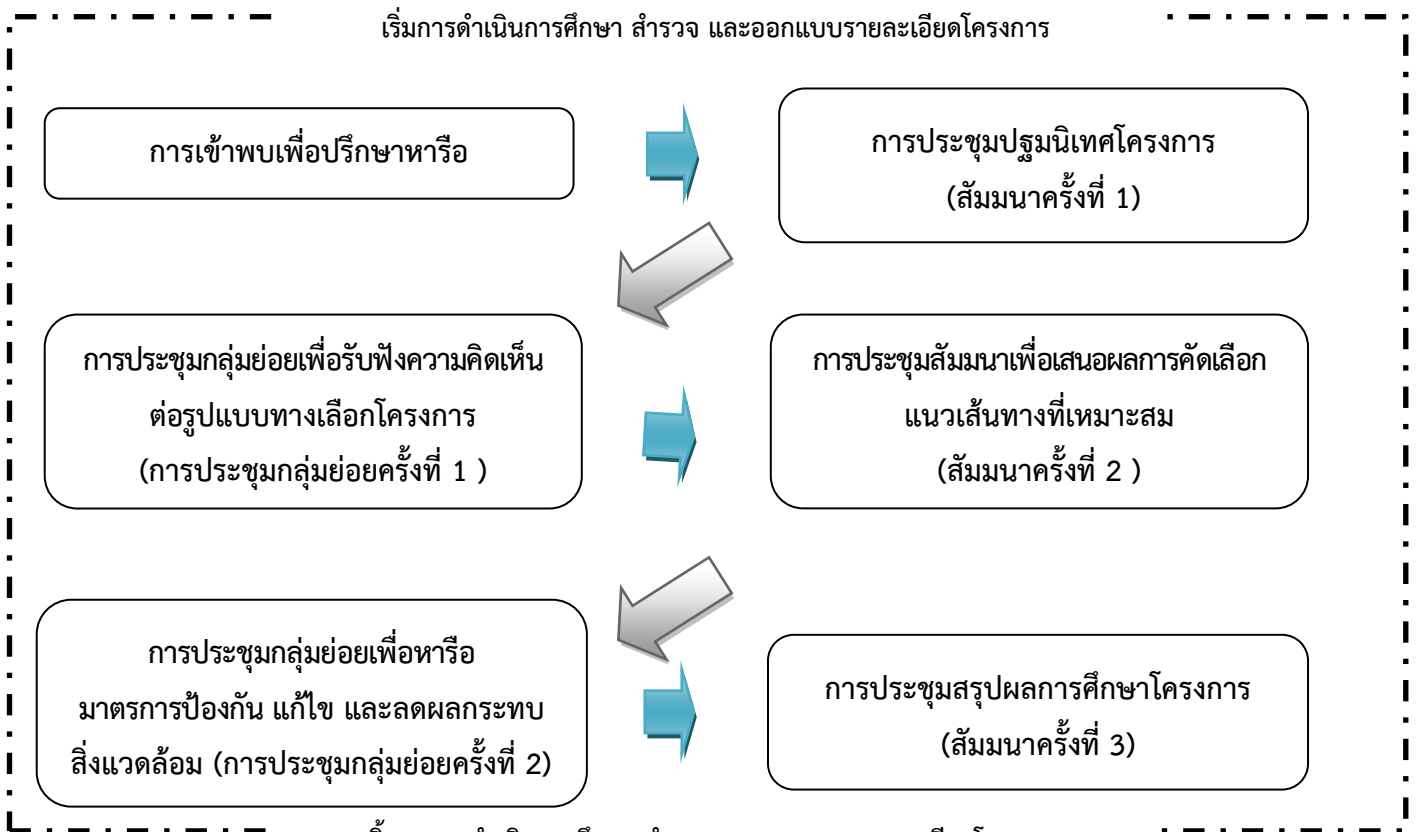 เริ่มการดำเนินการศึกษา สำรวจ และออกแบบรายละเอียดโครงการ
การเข้าพบเพื่อปรึกษาหารือ
การประชุมปฐมนิเทศโครงการ
(สัมมนาครั้งที่ 1)
การประชุมกลุ่มย่อยเพื่อรับฟังความคิดเห็น
ต่อรูปแบบทางเลือกโครงการ
(การประชุมกลุ่มย่อยครั้งที่ 1 )
การประชุมสัมมนาเพื่อเสนอผลการคัดเลือก
แนวเส้นทางที่เหมาะสม
(สัมมนาครั้งที่ 2 )
การประชุมกลุ่มย่อยเพื่อหารือ
มาตรการป้องกัน แก้ไข และลดผลกระทบ
สิ่งแวดล้อม (การประชุมกลุ่มย่อยครั้งที่ 2)
การประชุมสรุปผลการศึกษาโครงการ
(สัมมนาครั้งที่ 3)